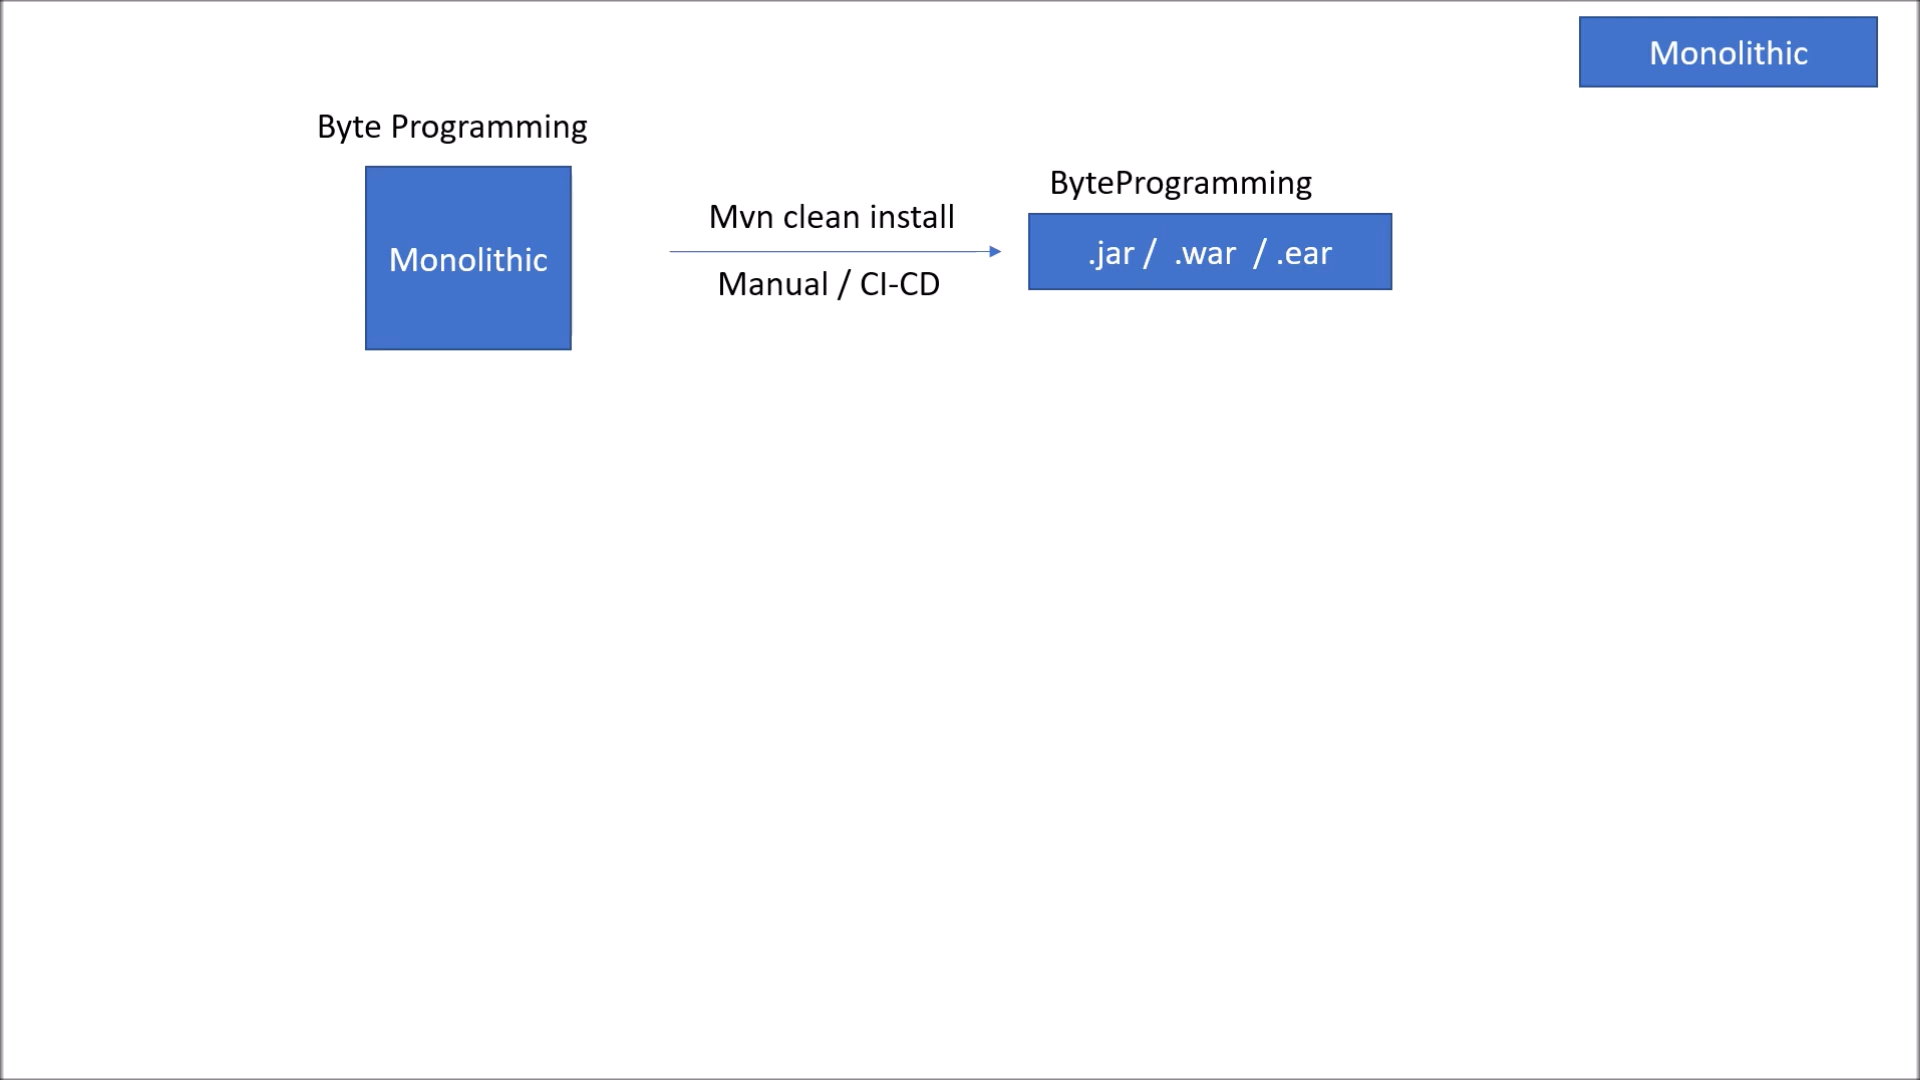 Monolithic
Byte Programming
Monolithic
Mvn clean install
Manual / CI-CD
ByteProgramming
.jar / .war / .ear